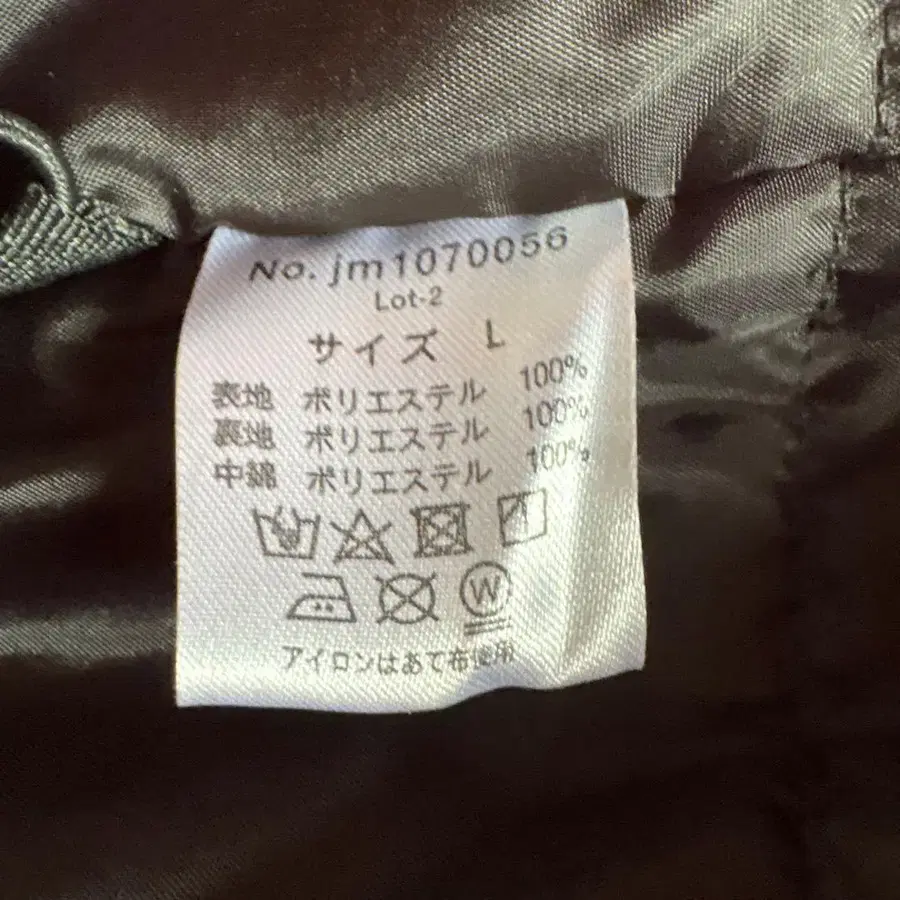 No. jm1070056
Lot-2
サイズ L
表地 ポリエステル 100%
裏地 ポリエステル 100%
中綿 ポリエステル 100%
W
アイロンはあて布使用